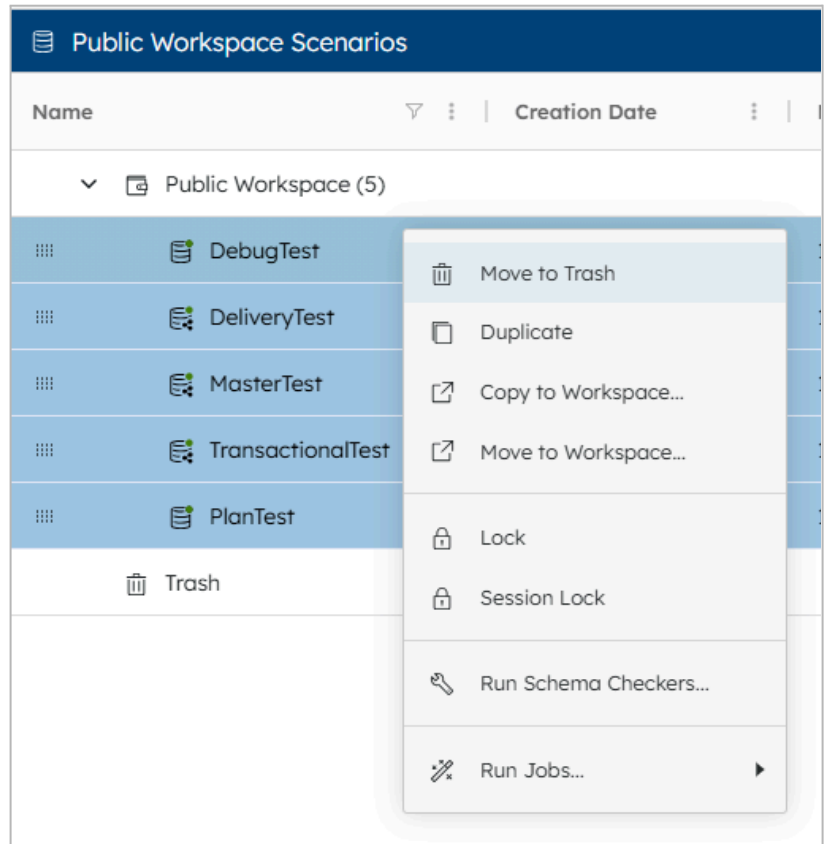 Public Workspace Scenarios
Name Creation Date
Public Workspace (5)
DebugTest
DeliveryTest
MasterTest
TransactionalTest
PlanTest
Trash
Move to Trash
Duplicate
Copy to Workspace...
Move to Workspace...
Lock
Session Lock
Run Schema Checkers...
Run Jobs...